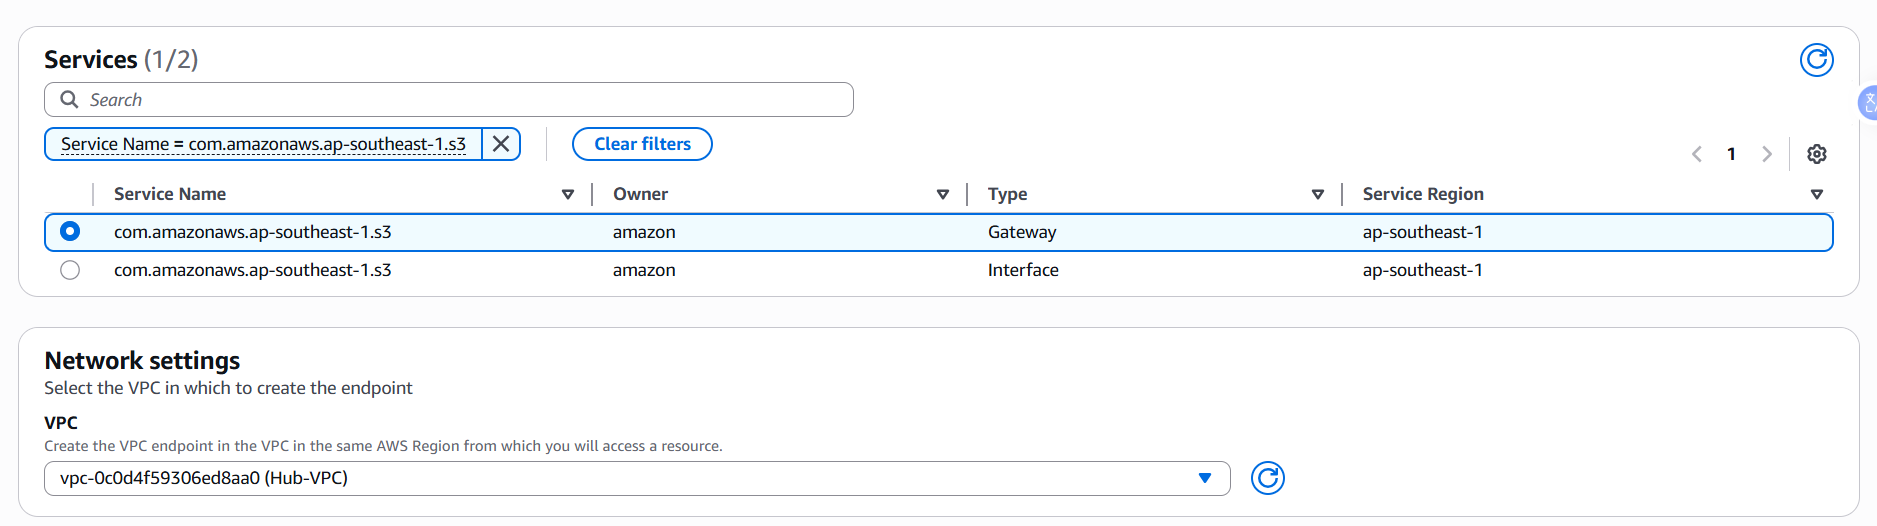 Services (1/2)
Search
Service Name = com.amazonaws.ap-southeast-1.s3
Clear filters
1
Service Name Owner Type Service Region
com.amazonaws.ap-southeast-1.s3 amazon Gateway ap-southeast-1
com.amazonaws.ap-southeast-1.s3 amazon Interface ap-southeast-1
Network settings
Select the VPC in which to create the endpoint
VPC
Create the VPC endpoint in the VPC in the same AWS Region from which you will access a resource.
vpc-0c0d4f59306ed8aa0 (Hub-VPC)